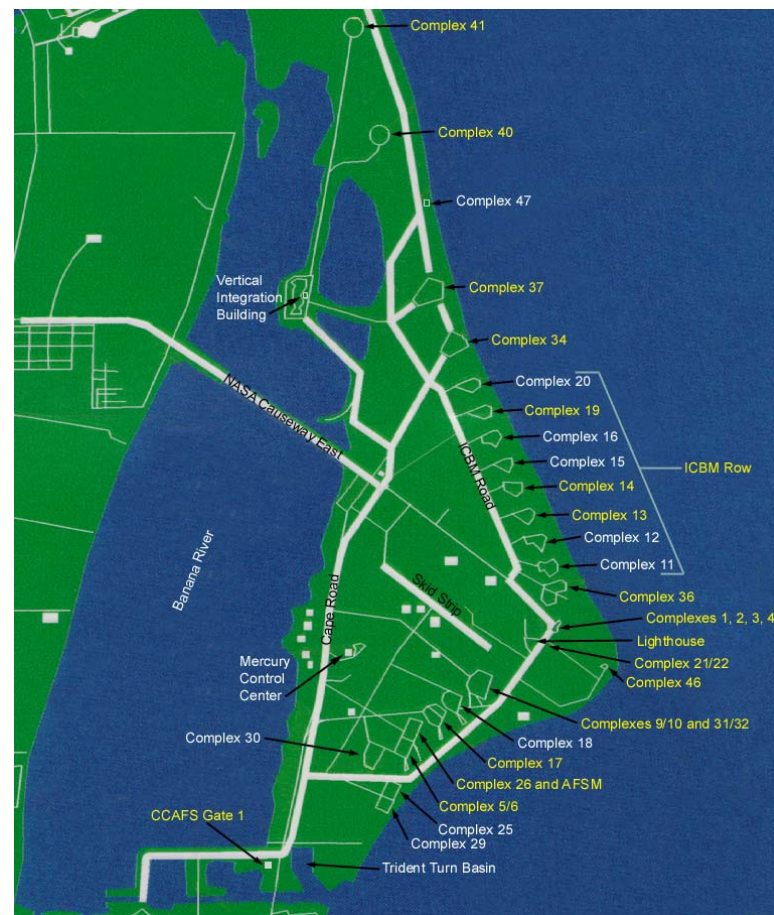 Complex 41
Complex 40
Complex 47
Vertical
Integration
Building
Complex 37
Complex 34
Complex 20
NASA Causeway East
Complex 19
Complex 16
ICBM Road
Complex 15
ICBM Row
Complex 14
Complex 13
Complex 12
Banana River
Complex 11
Skid Strip
Cape Road
Complex 36
Complexes 1, 2, 3, 4
Lighthouse
Complex 21/22
Mercury
Control
Center
Complex 46
Complexes 9/10 and 31/32
Complex 30
Complex 18
Complex 17
Complex 26 and AFSM
Complex 5/6
CCAFS Gate 1
Complex 25
Complex 29
Trident Turn Basin